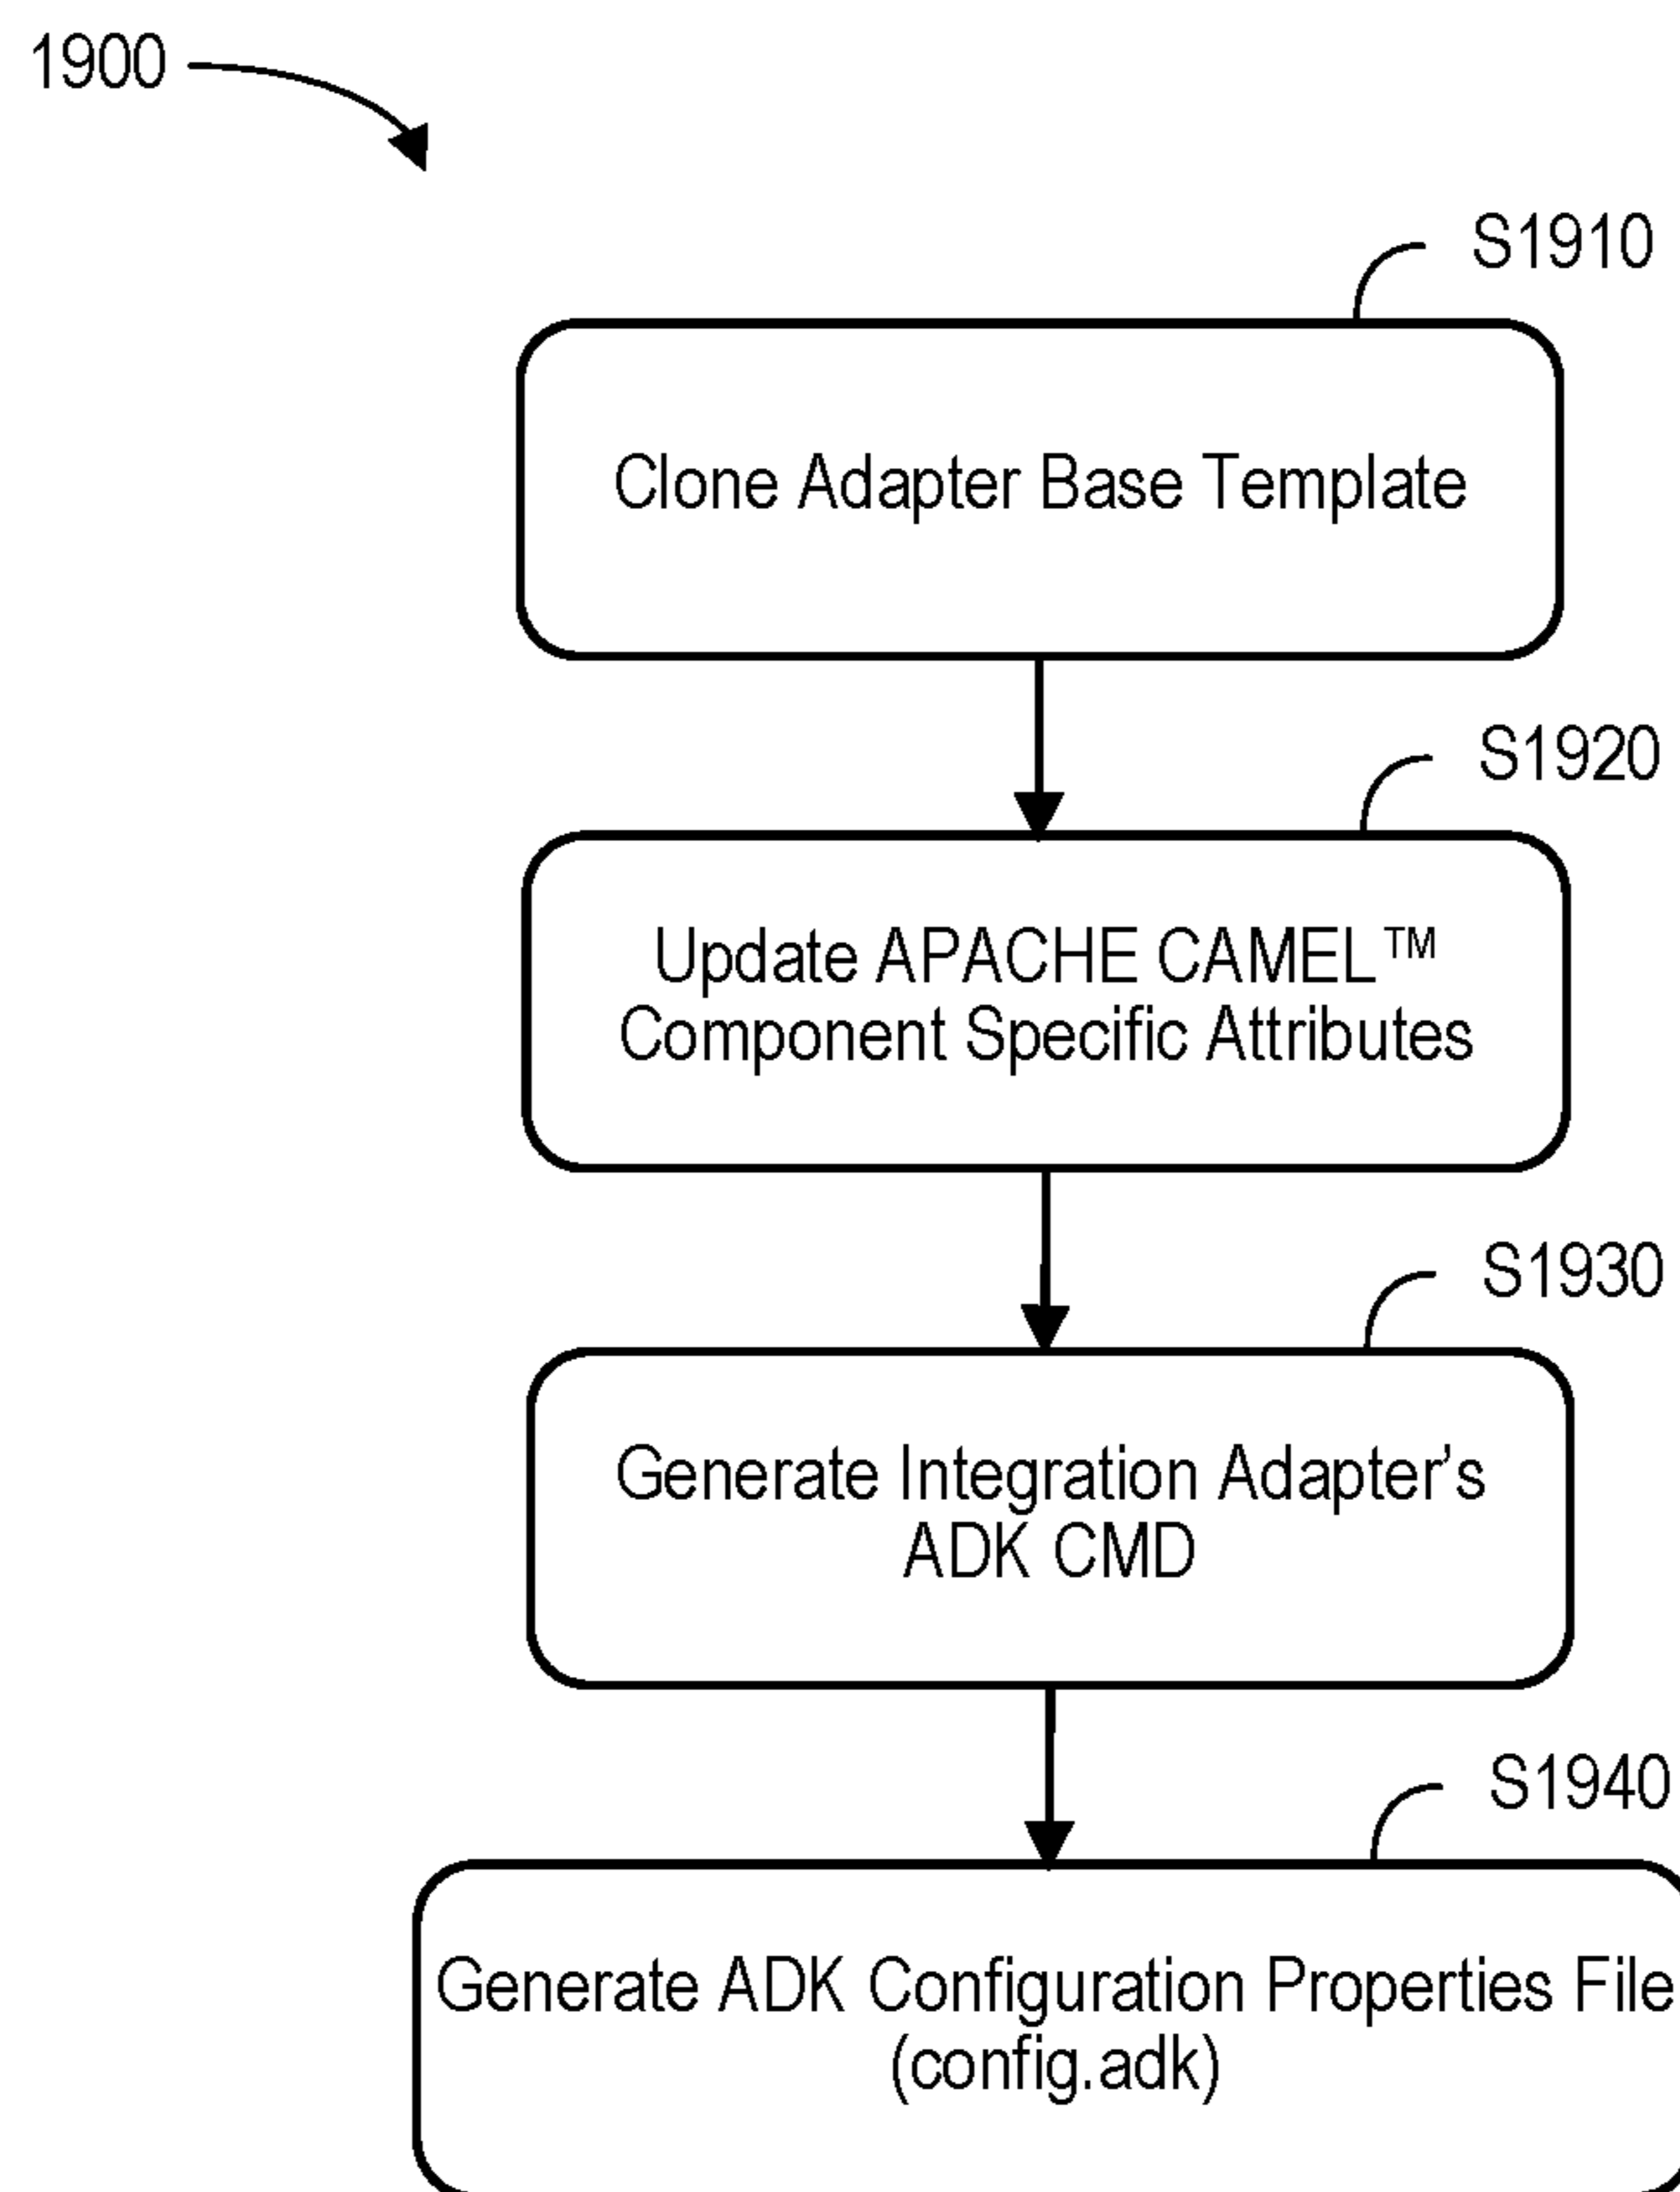 1900
S1910
Clone Adapter Base Template
S1920
Update APACHE CAMEL™
Component Specific Attributes
S1930
Generate Integration Adapter's
ADK CMD
S1940
Generate ADK Configuration Properties File
(config.adk)